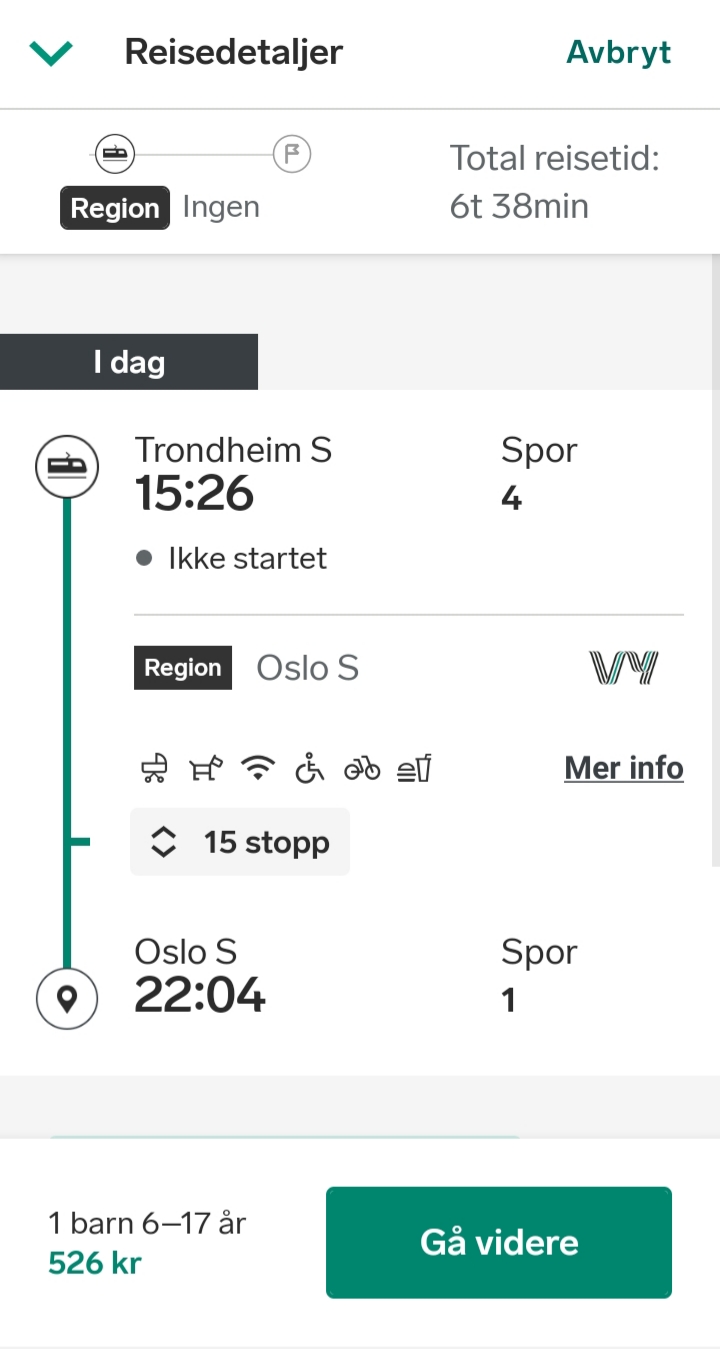 Reisedetaljer
Avbryt
Region Ingen
Total reisetid:
6t 38min
I dag
Trondheim S
15:26
Spor
4
Ikke startet
Region Oslo S
VY
Mer info
15 stopp
Oslo S
22:04
Spor
1
1 barn 6–17 år
526 kr
Gå videre